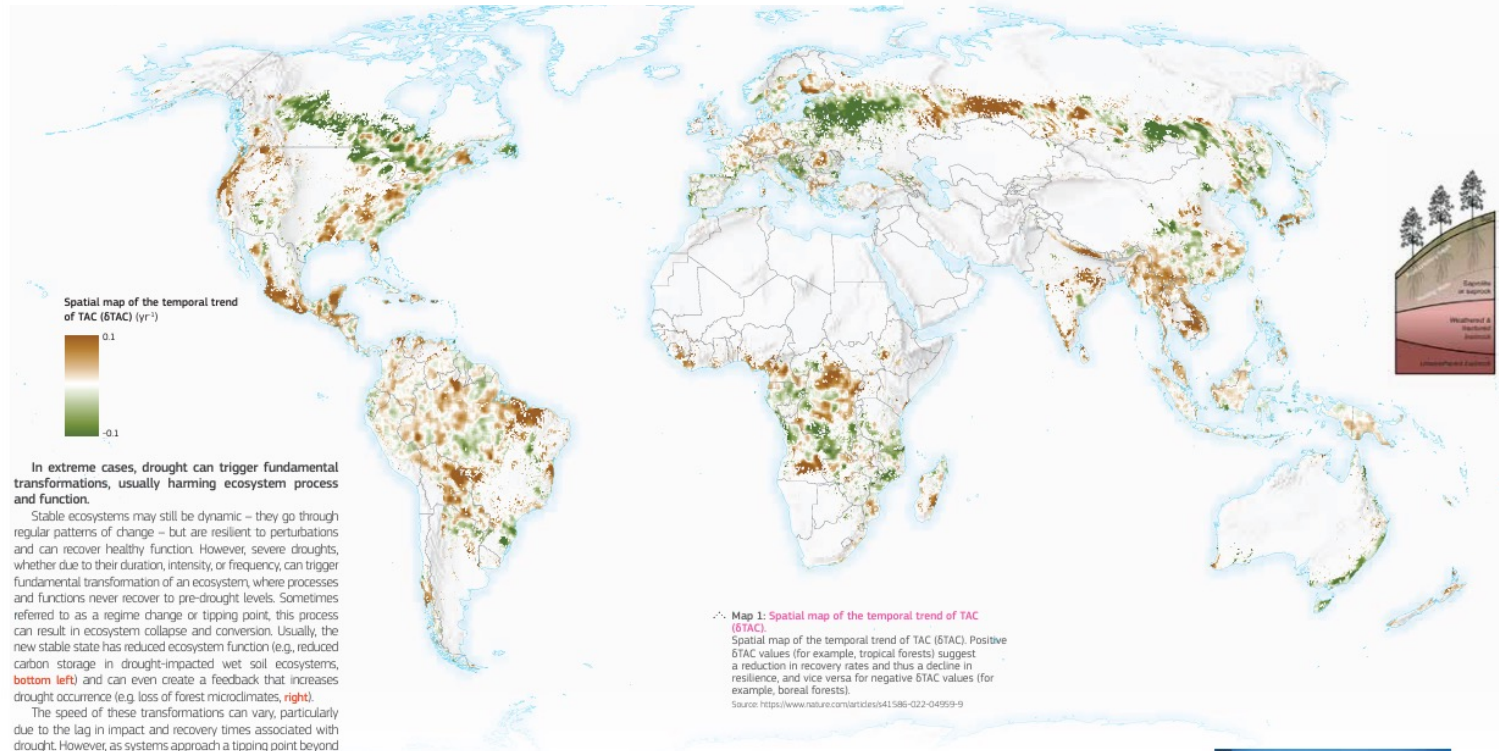 Spatial map of the temporal trend
of TAC (δTAC) (yr⁻¹)
0.1
-0.1
In extreme cases, drought can trigger fundamental
transformations, usually harming ecosystem process
and function.
Stable ecosystems may still be dynamic – they go through
regular patterns of change – but are resilient to perturbations
and can recover healthy function. However, severe droughts,
whether due to their duration, intensity, or frequency, can trigger
fundamental transformation of an ecosystem, where processes
and functions never recover to pre-drought levels. Sometimes
referred to as a regime change or tipping point, this process
can result in ecosystem collapse and conversion. Usually, the
new stable state has reduced ecosystem function (e.g., reduced
carbon storage in drought-impacted wet soil ecosystems,
bottom left) and can even create a feedback that increases
drought occurrence (e.g. loss of forest microclimates, right).
The speed of these transformations can vary, particularly
due to the lag in impact and recovery times associated with
drought. However, as systems approach a tipping point beyond
Map 1: Spatial map of the temporal trend of TAC
(δTAC).
Spatial map of the temporal trend of TAC (δTAC). Positive
δTAC values (for example, tropical forests) suggest
a reduction in recovery rates and thus a decline in
resilience, and vice versa for negative δTAC values (for
example, boreal forests).
Source: https://www.nature.com/articles/s41586-022-04959-9
Saprolite
or saprock
Weathered &
fractured
bedrock
Unweathered bedrock